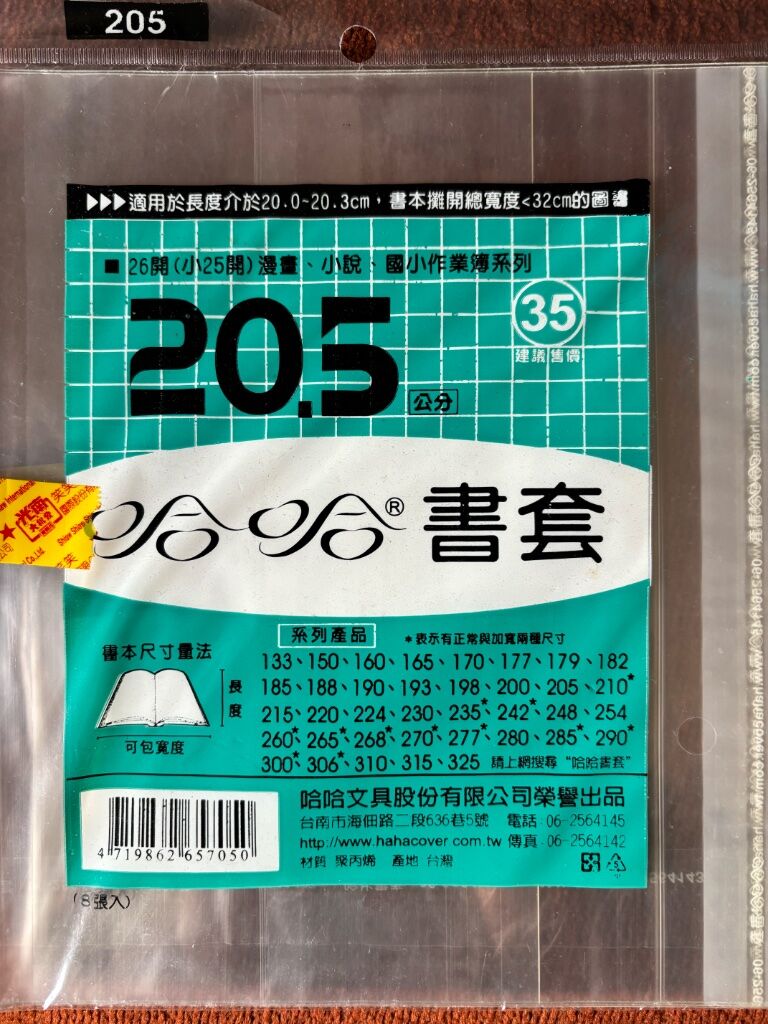 205
▶▶▶適用於長度介於20.0~20.3cm，書本攤開總寬度<32cm的圖書
■ 26開(小25開)漫畫、小說、國小作業簿系列
20.5 公分
35
建議售價
哈哈® 書套
光南
大批發
系列產品 *表示有正常與加寬兩種尺寸
書本尺寸量法
長度
可包寬度
133、150、160、165、170、177、179、182
185、188、190、193、198、200、205、210*
215、220、224、230、235*、242*、248、254
260*、265*、268*、270*、277*、280、285*、290*
300*、306*、310、315、325 請上網搜尋“哈哈書套”
哈哈文具股份有限公司榮譽出品
台南市海佃路二段636巷5號 電話:06-2564145
http://www.hahacover.com.tw 傳真:06-2564142
材質 聚丙烯 產地 台灣
4 719862 657050
(8張入)